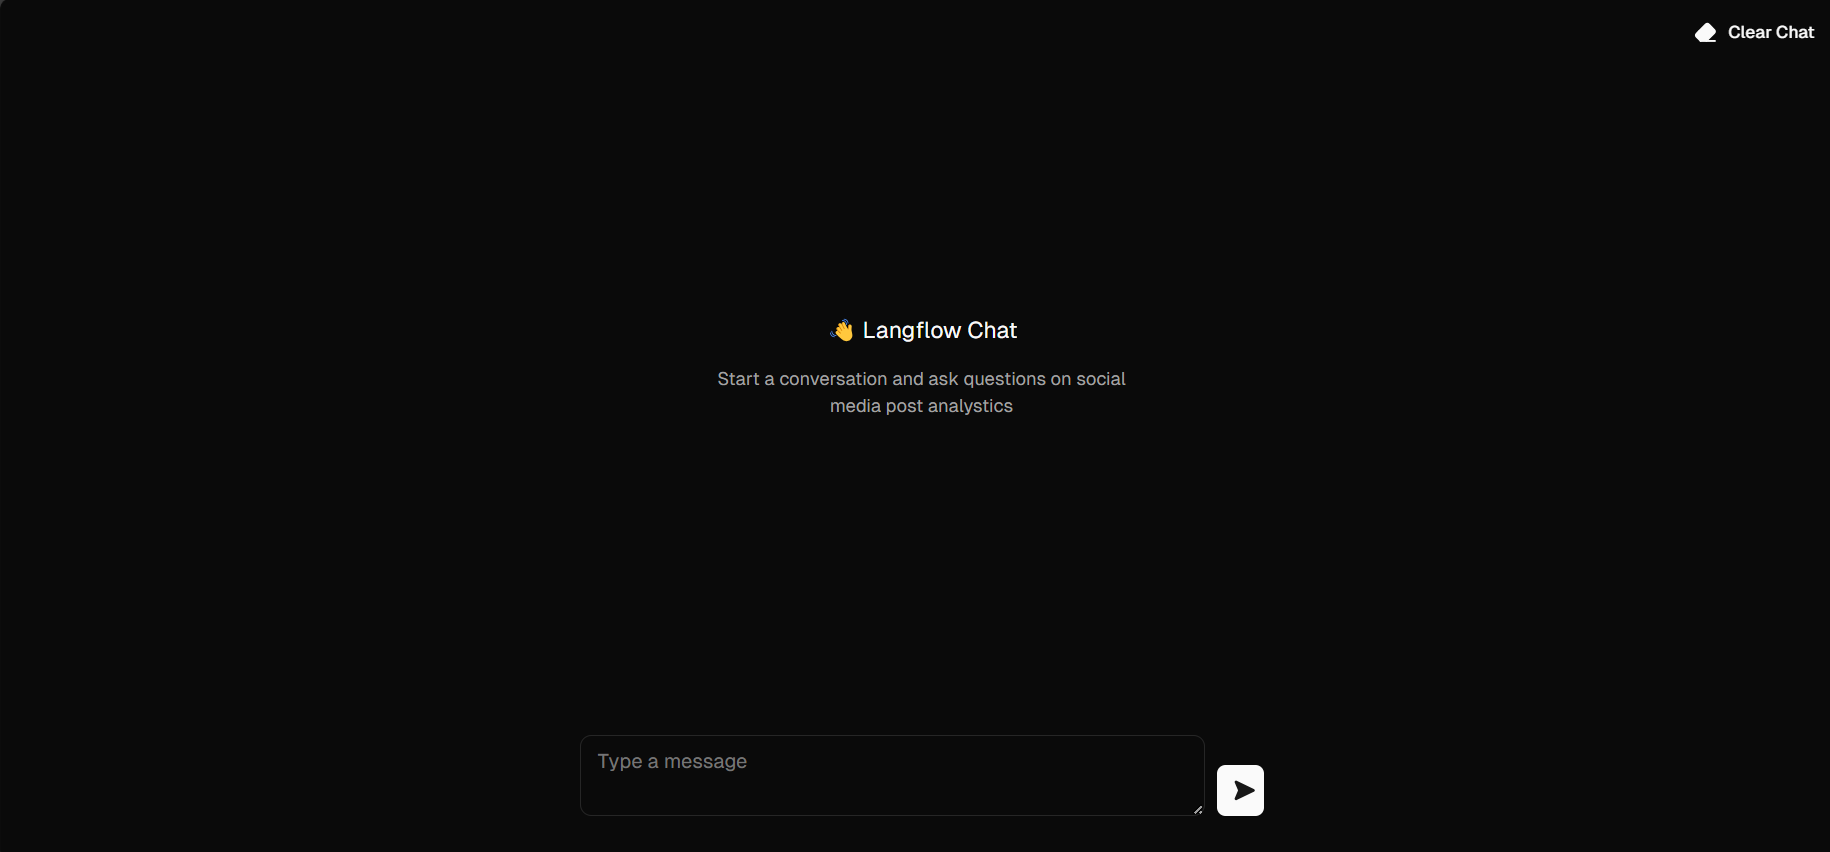 Clear Chat
👋 Langflow Chat
Start a conversation and ask questions on social
media post analystics
Type a message